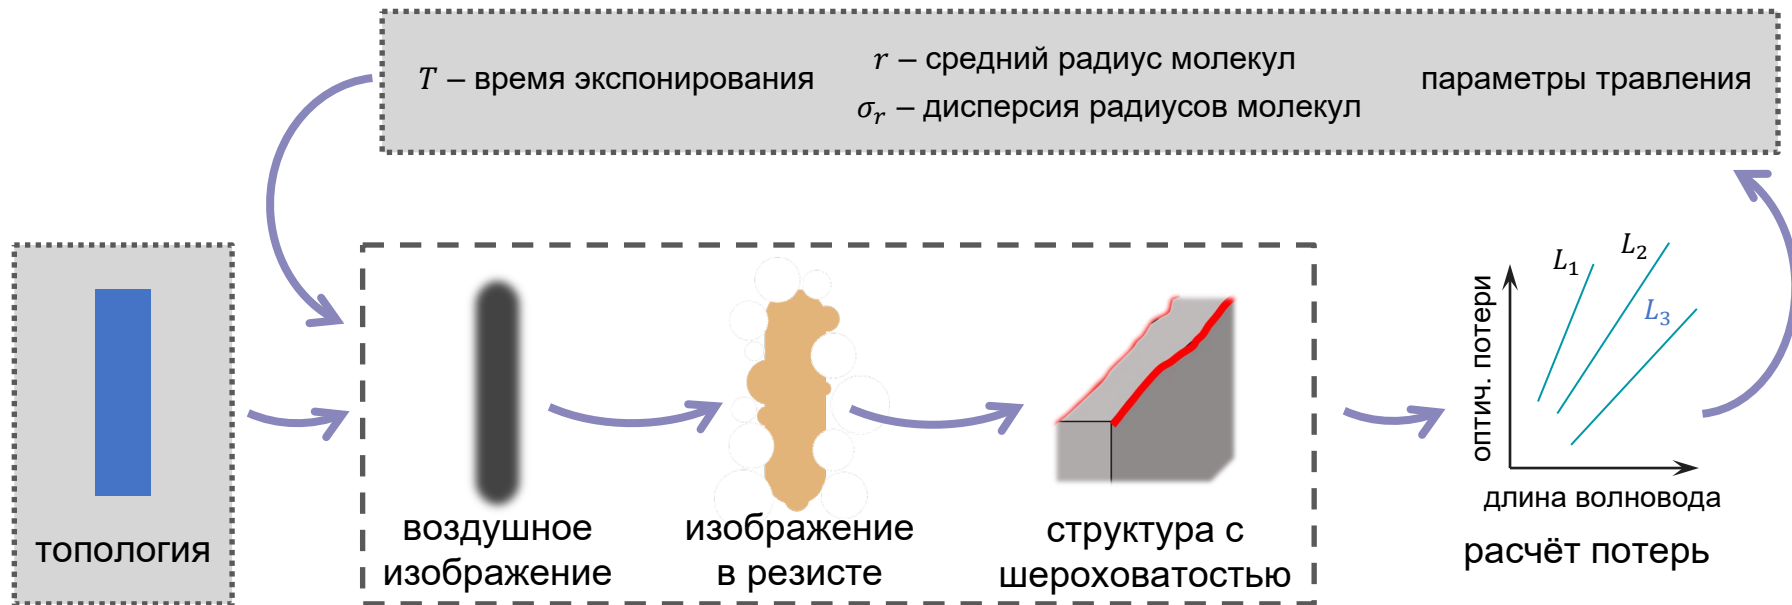 T – время экспонирования
r – средний радиус молекул
σᵣ – дисперсия радиусов молекул
параметры травления
топология
воздушное
изображение
изображение
в резисте
структура с
шероховатостью
L₁
L₂
L₃
оптич. потери
длина волновода
расчёт потерь